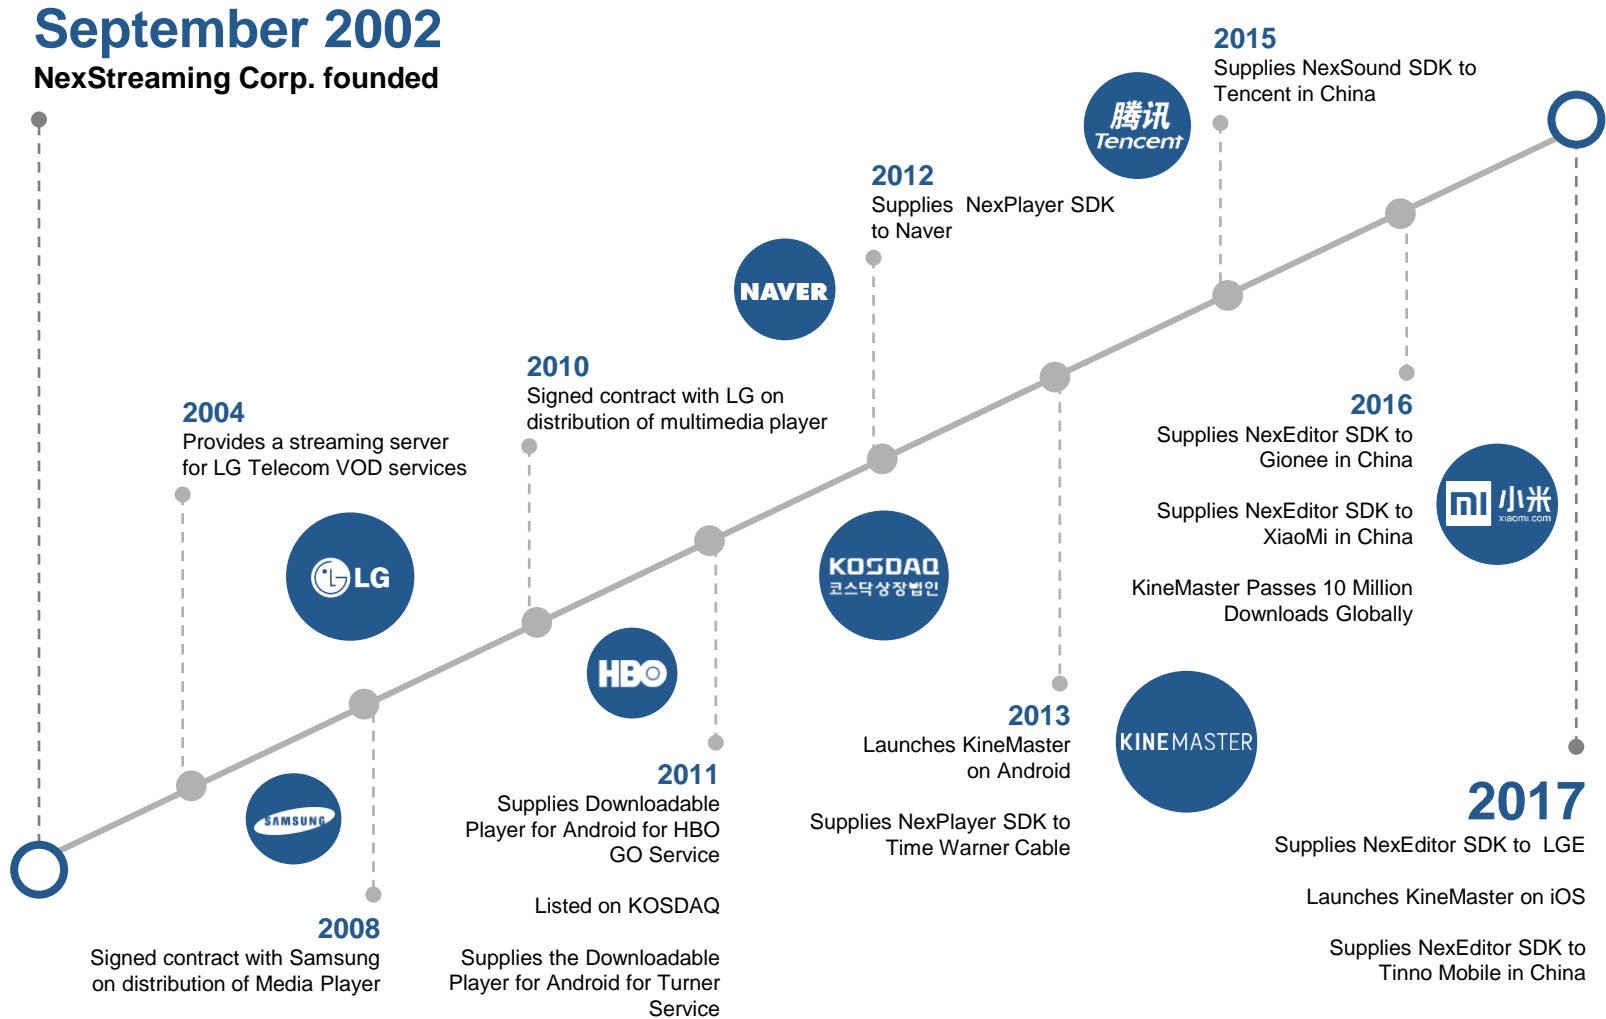 September 2002
NexStreaming Corp. founded
2004
Provides a streaming server
for LG Telecom VOD services
LG
SAMSUNG
2008
Signed contract with Samsung
on distribution of Media Player
2010
Signed contract with LG on
distribution of multimedia player
HBO
2011
Supplies Downloadable
Player for Android for HBO
GO Service
Listed on KOSDAQ
Supplies the Downloadable
Player for Android for Turner
Service
NAVER
2012
Supplies  NexPlayer SDK
to Naver
KOSDAQ
코스닥상장법인
2013
Launches KineMaster
on Android
Supplies NexPlayer SDK to
Time Warner Cable
KINEMASTER
腾讯
Tencent
2015
Supplies NexSound SDK to
Tencent in China
2016
Supplies NexEditor SDK to
Gionee in China
Supplies NexEditor SDK to
XiaoMi in China
KineMaster Passes 10 Million
Downloads Globally
mi 小米
xiaomi.com
2017
Supplies NexEditor SDK to  LGE
Launches KineMaster on iOS
Supplies NexEditor SDK to
Tinno Mobile in China